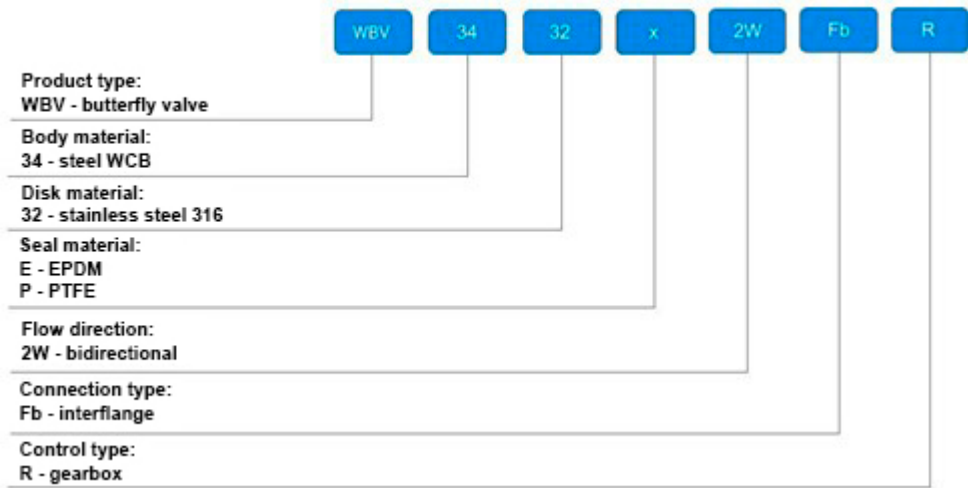 WBV 34 32 x 2W Fb R
Product type:
WBV - butterfly valve
Body material:
34 - steel WCB
Disk material:
32 - stainless steel 316
Seal material:
E - EPDM
P - PTFE
Flow direction:
2W - bidirectional
Connection type:
Fb - interflange
Control type:
R - gearbox